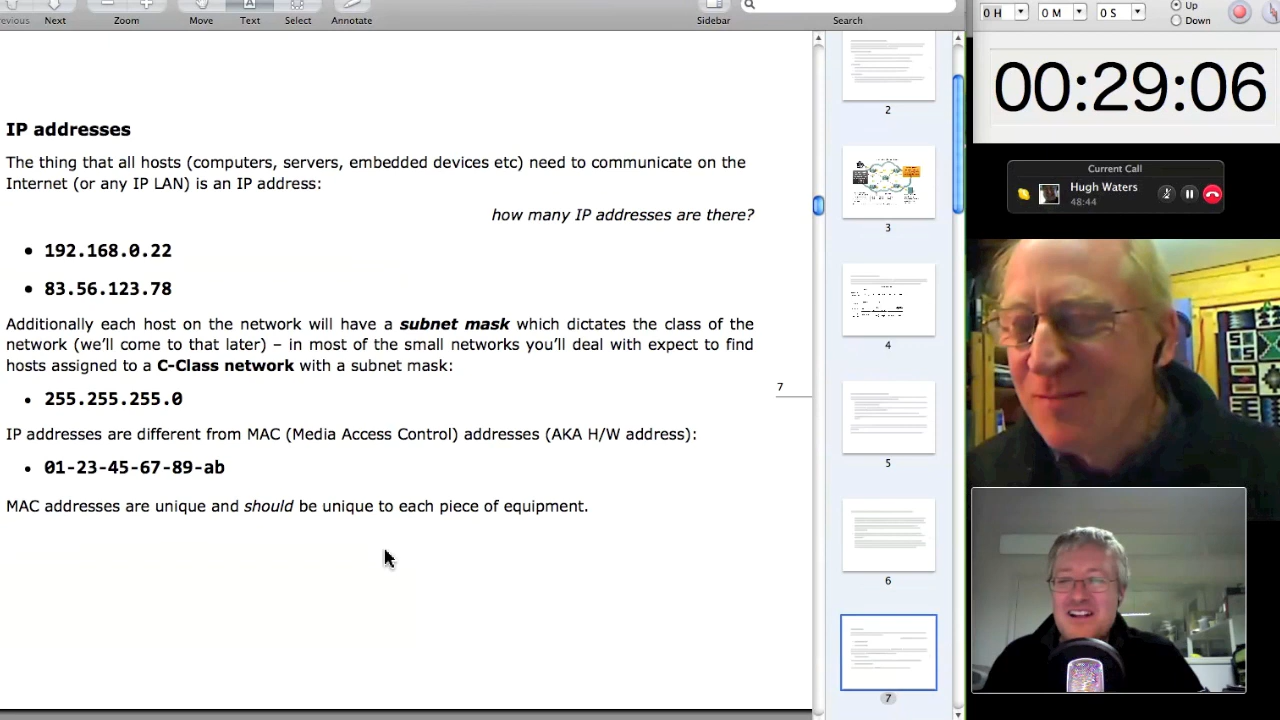 evious Next Zoom Move Text Select Annotate Sidebar Search
IP addresses
The thing that all hosts (computers, servers, embedded devices etc) need to communicate on the
Internet (or any IP LAN) is an IP address:
how many IP addresses are there?
• 192.168.0.22
• 83.56.123.78
Additionally each host on the network will have a subnet mask which dictates the class of the
network (we'll come to that later) – in most of the small networks you'll deal with expect to find
hosts assigned to a C-Class network with a subnet mask:
• 255.255.255.0
IP addresses are different from MAC (Media Access Control) addresses (AKA H/W address):
• 01-23-45-67-89-ab
MAC addresses are unique and should be unique to each piece of equipment.
7
2
3
4
5
6
7
0 H 0 M 0 S Up
Down
00:29:06
Current Call
Hugh Waters
48:44